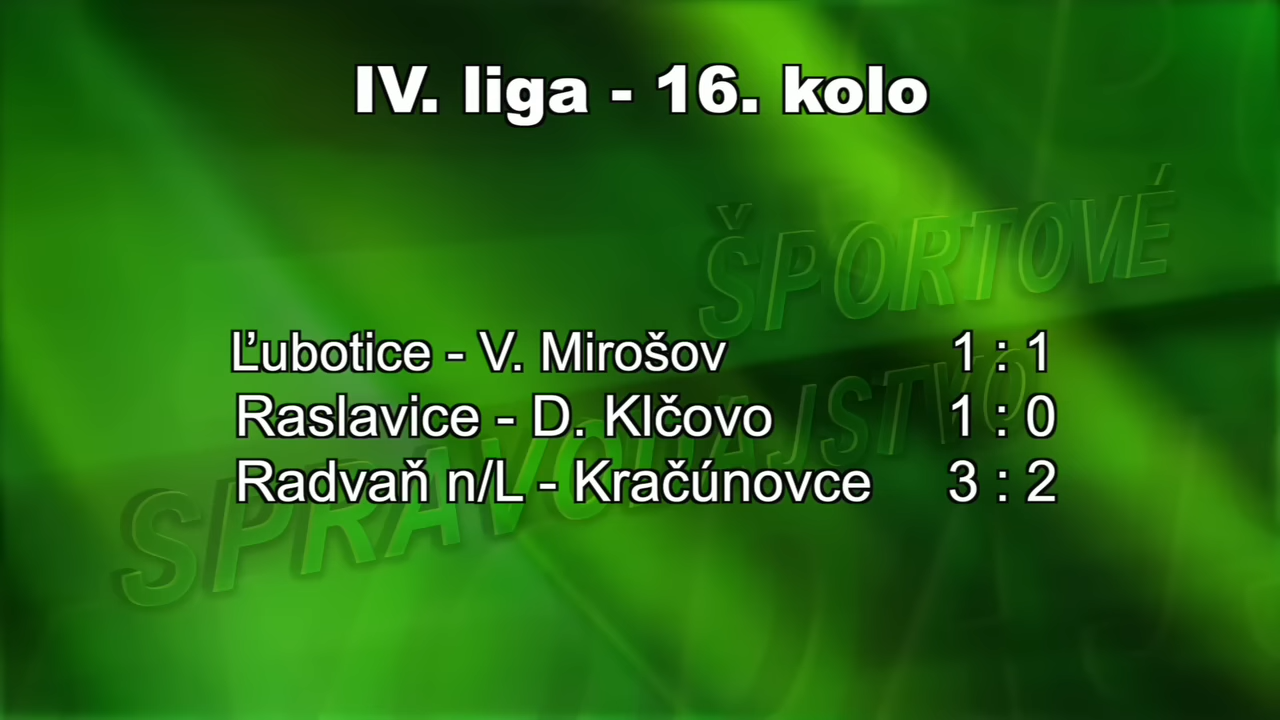 IV. liga - 16. kolo
ŠPORTOVÉ
SPRAVODAJSTVO
Ľubotice - V. Mirošov 1 : 1
Raslavice - D. Klčovo 1 : 0
Radvaň n/L - Kračúnovce 3 : 2